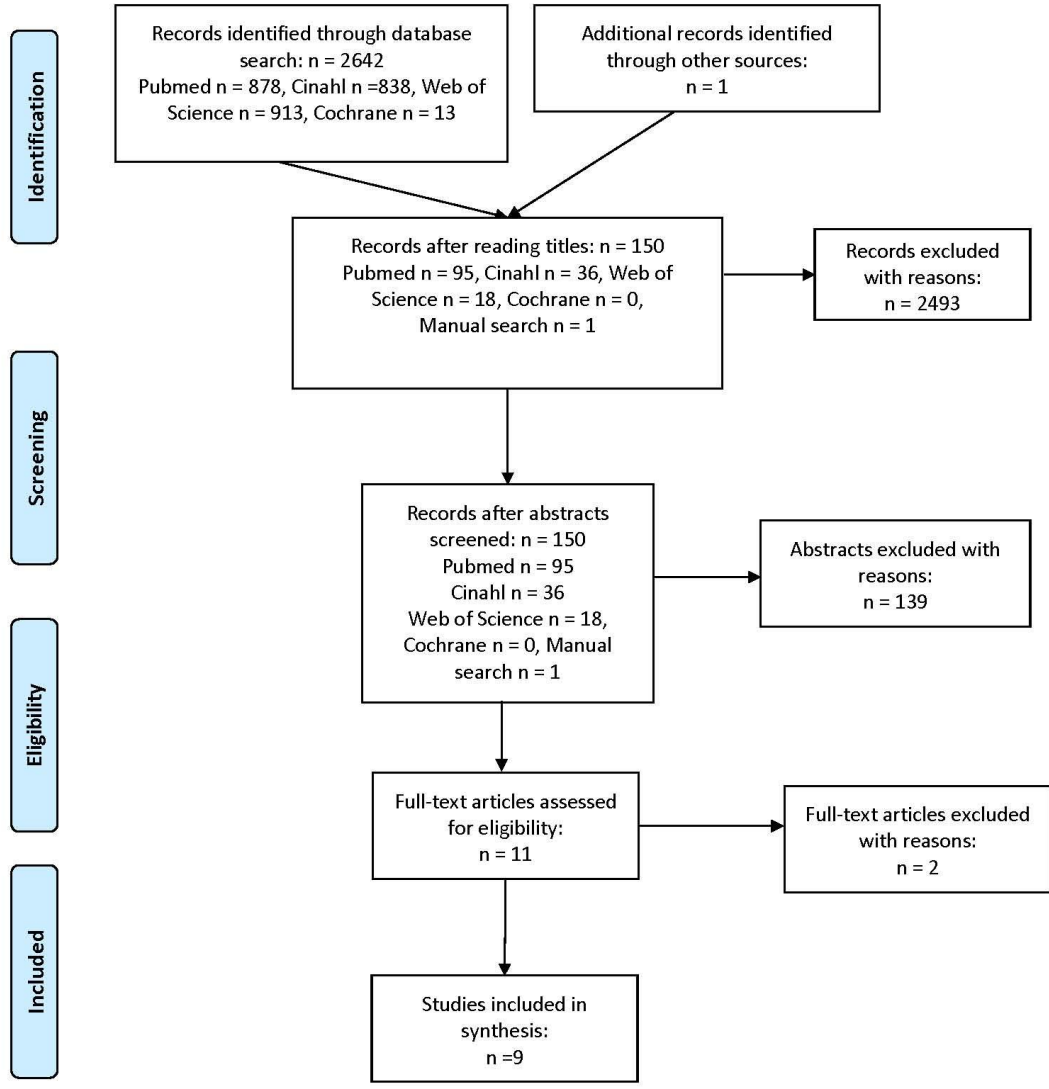 Identification
Records identified through database
search: n = 2642
Pubmed n = 878, Cinahl n =838, Web of
Science n = 913, Cochrane n = 13
Additional records identified
through other sources:
n = 1
Records after reading titles: n = 150
Pubmed n = 95, Cinahl n = 36, Web of
Science n = 18, Cochrane n = 0,
Manual search n = 1
Records excluded
with reasons:
n = 2493
Screening
Records after abstracts
screened: n = 150
Pubmed n = 95
Cinahl n = 36
Web of Science n = 18,
Cochrane n = 0, Manual
search n = 1
Abstracts excluded with
reasons:
n = 139
Eligibility
Full-text articles assessed
for eligibility:
n = 11
Full-text articles excluded
with reasons:
n = 2
Included
Studies included in
synthesis:
n =9